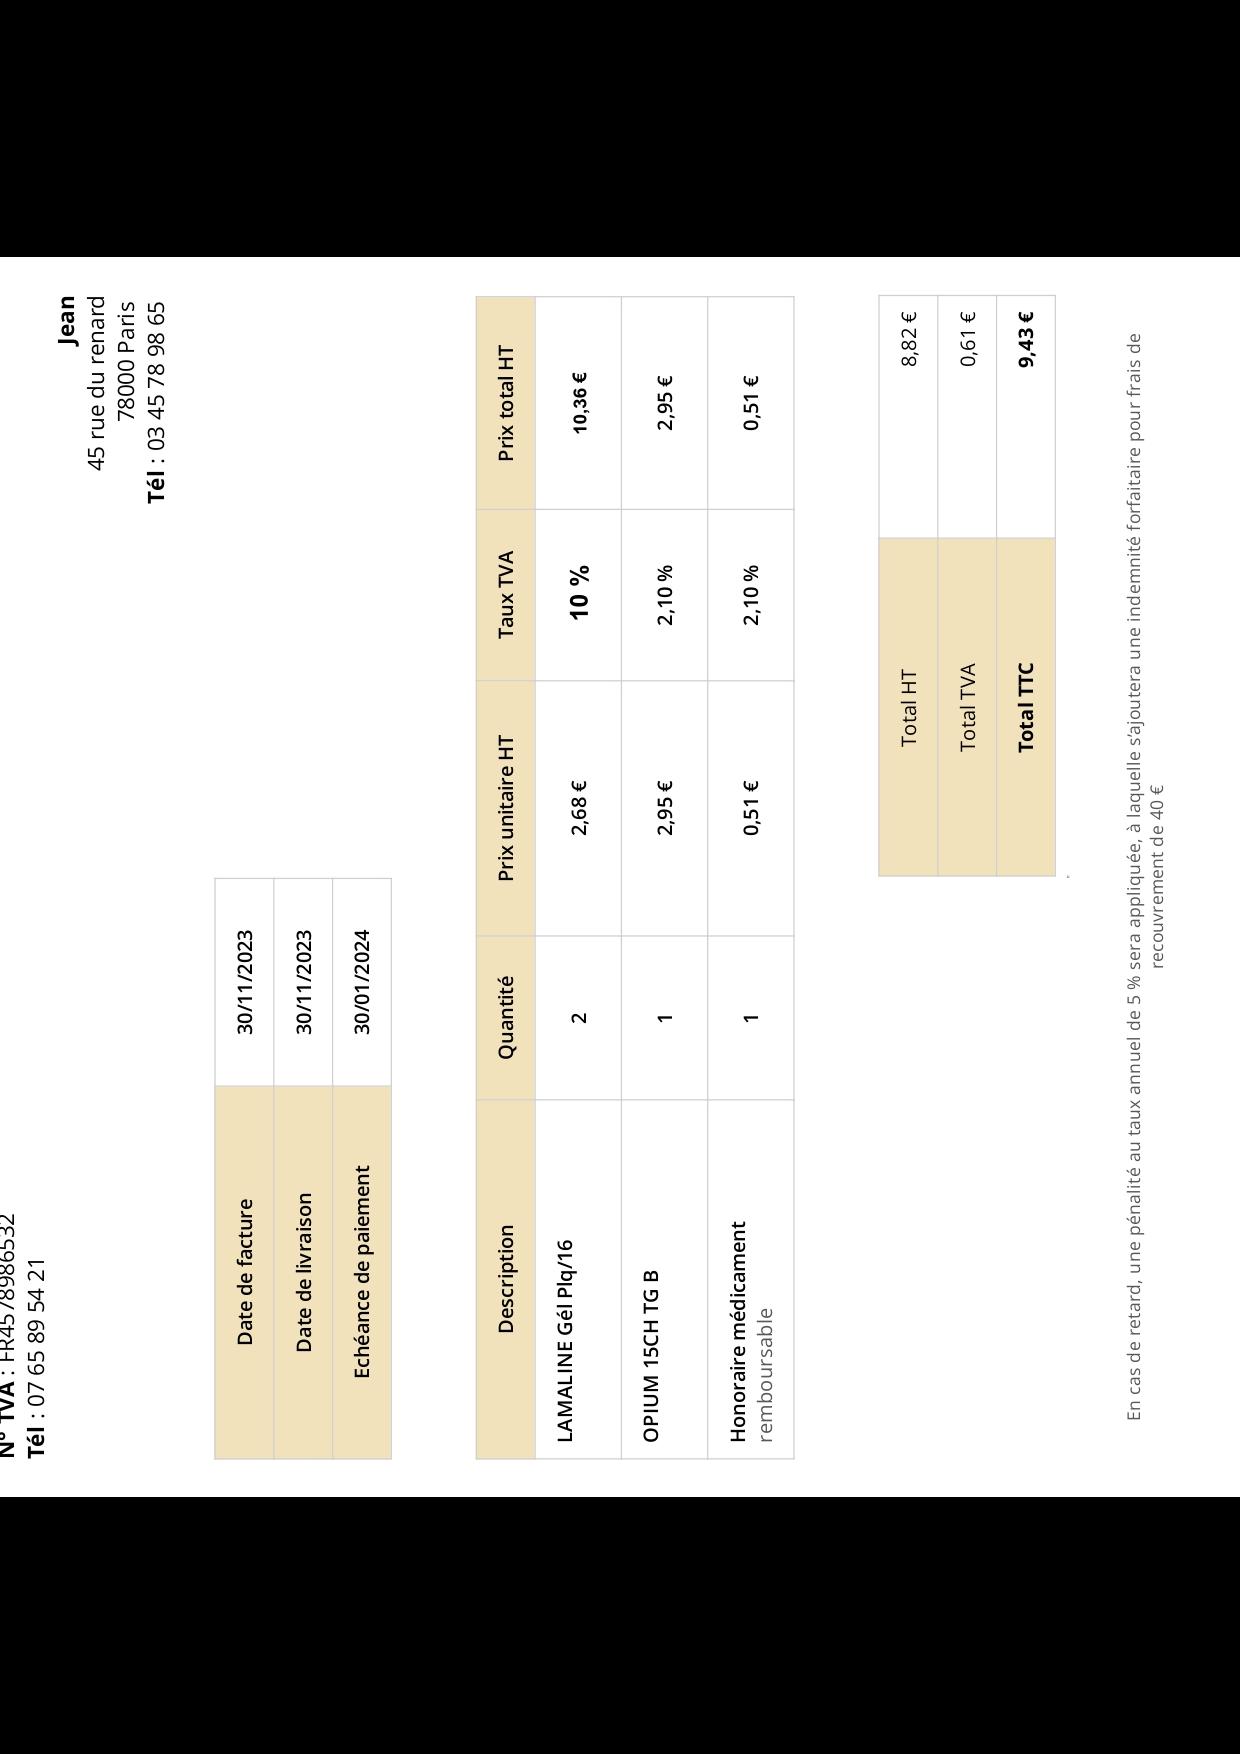 N° TVA : FR4578986532
Tél : 07 65 89 54 21
Jean
45 rue du renard
78000 Paris
Tél : 03 45 78 98 65
Date de facture 30/11/2023
Date de livraison 30/11/2023
Echéance de paiement 30/01/2024
Description Quantité Prix unitaire HT Taux TVA Prix total HT
LAMALINE Gél Plq/16 2 2,68 € 10 % 10,36 €
OPIUM 15CH TG B 1 2,95 € 2,10 % 2,95 €
Honoraire médicament 1 0,51 € 2,10 % 0,51 €
remboursable
Total HT 8,82 €
Total TVA 0,61 €
Total TTC 9,43 €
En cas de retard, une pénalité au taux annuel de 5 % sera appliquée, à laquelle s'ajoutera une indemnité forfaitaire pour frais de
recouvrement de 40 €